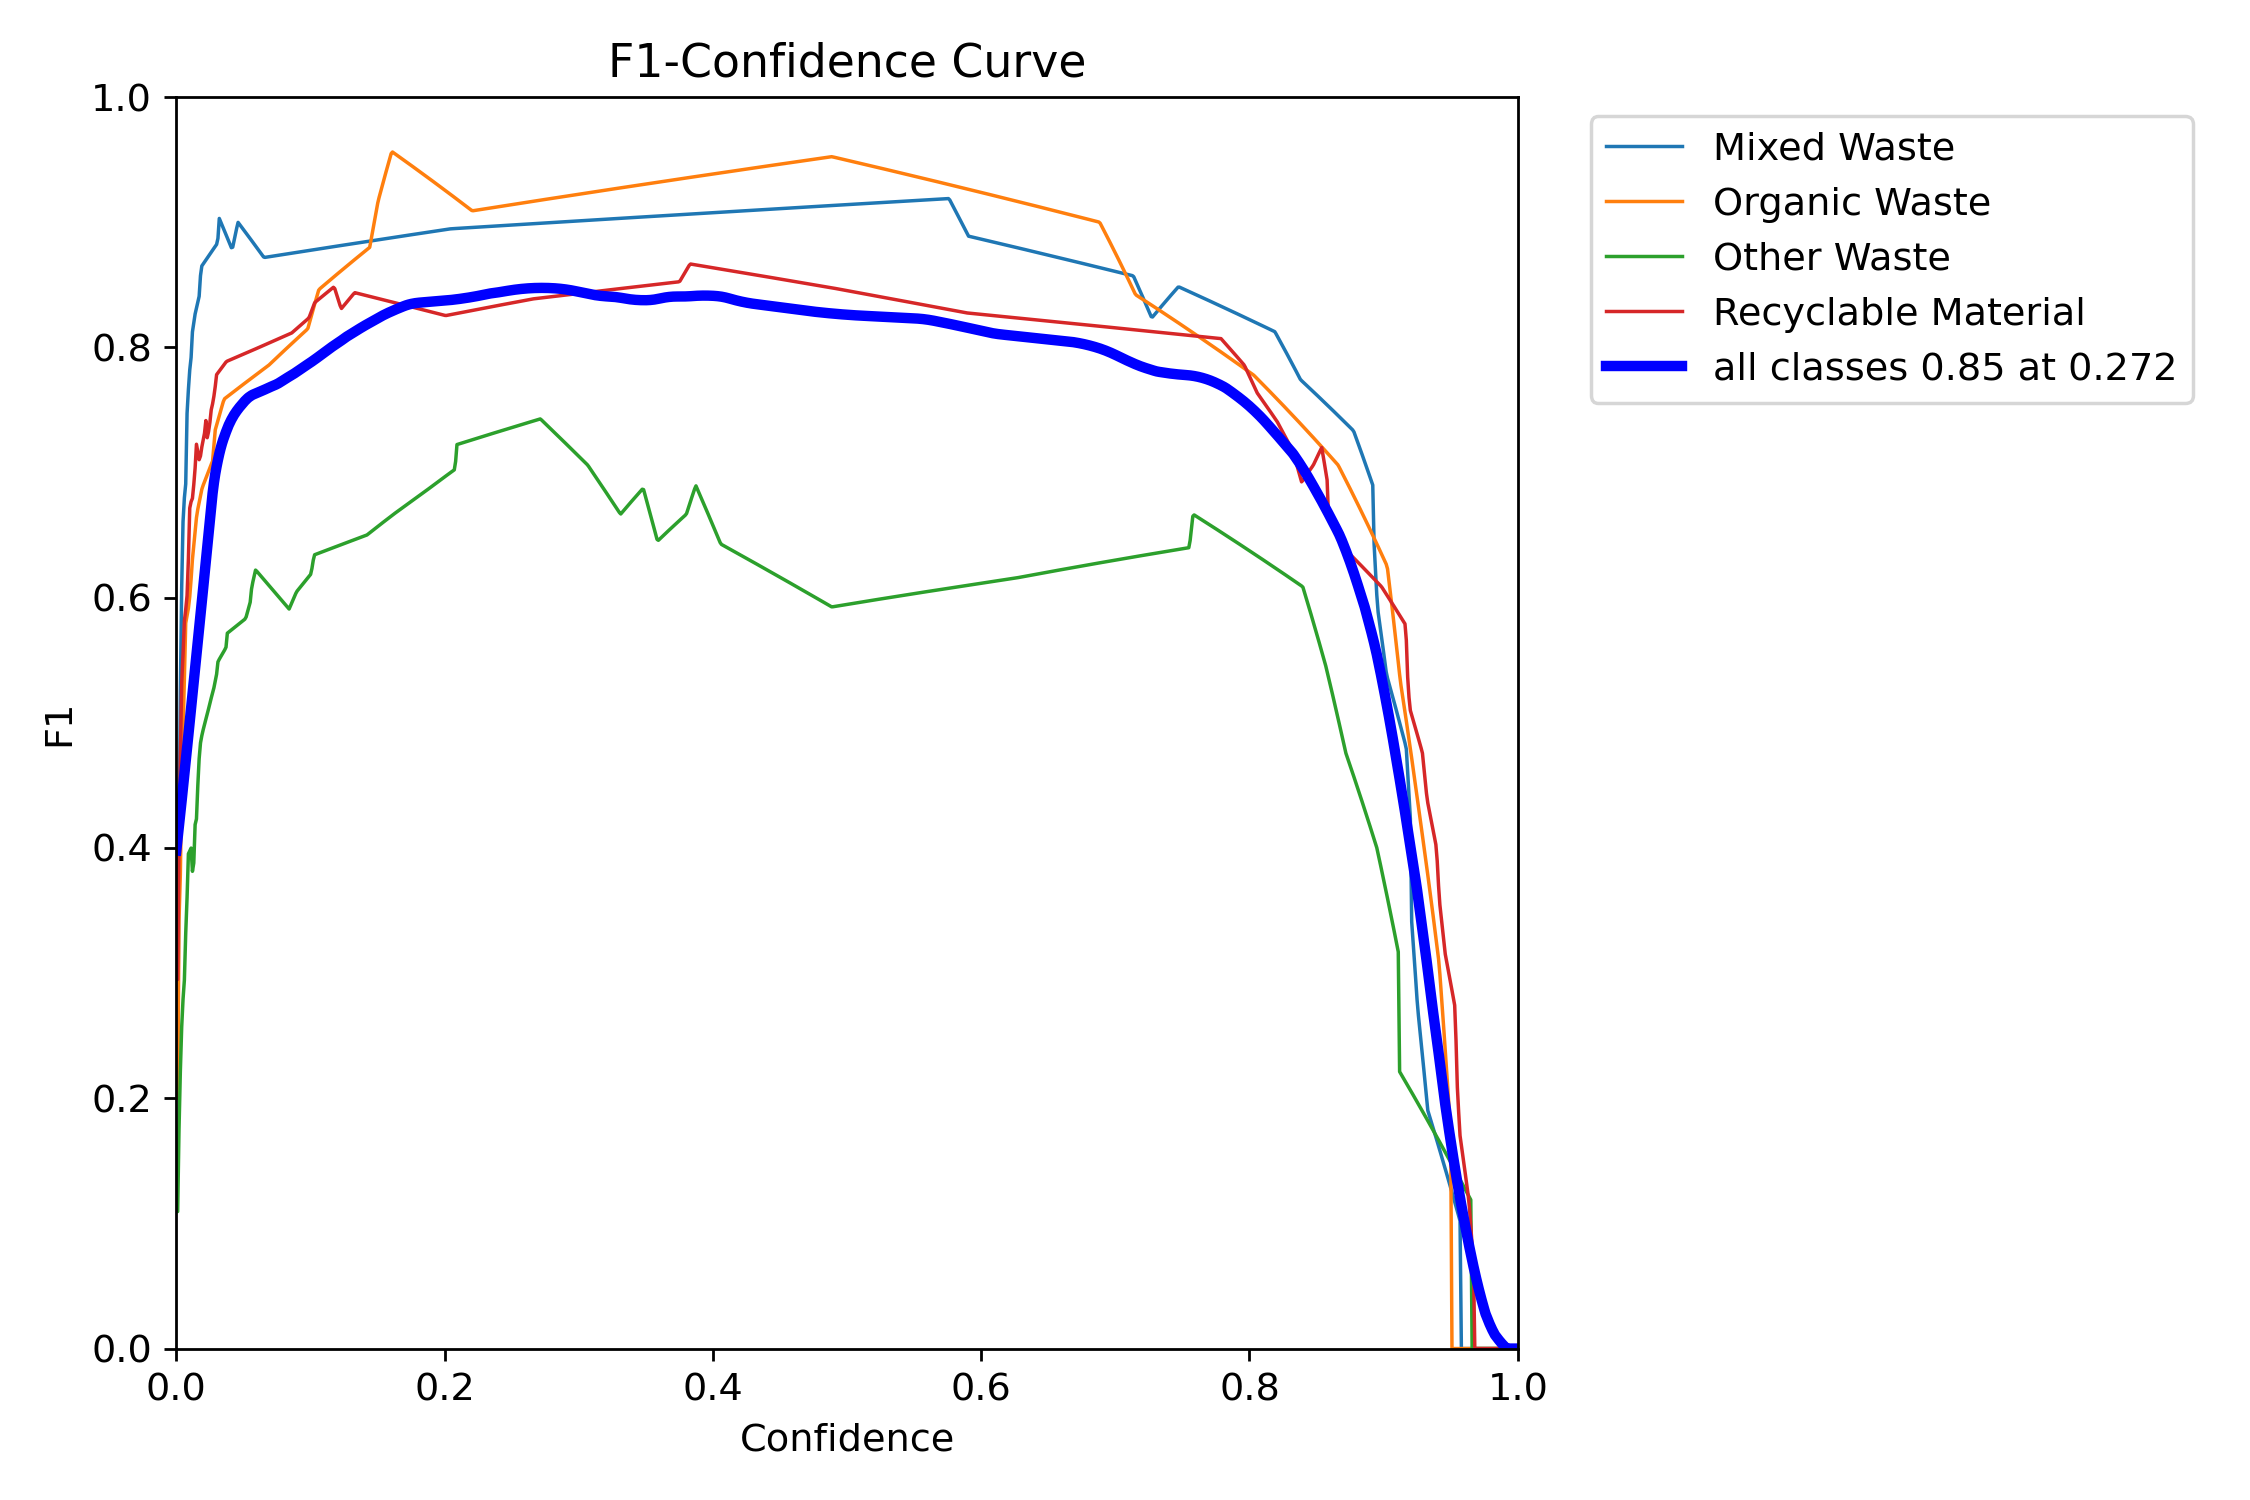 F1-Confidence Curve
1.0
0.8
0.6
0.4
0.2
0.0
F1
0.0 0.2 0.4 0.6 0.8 1.0
Confidence
Mixed Waste
Organic Waste
Other Waste
Recyclable Material
all classes 0.85 at 0.272